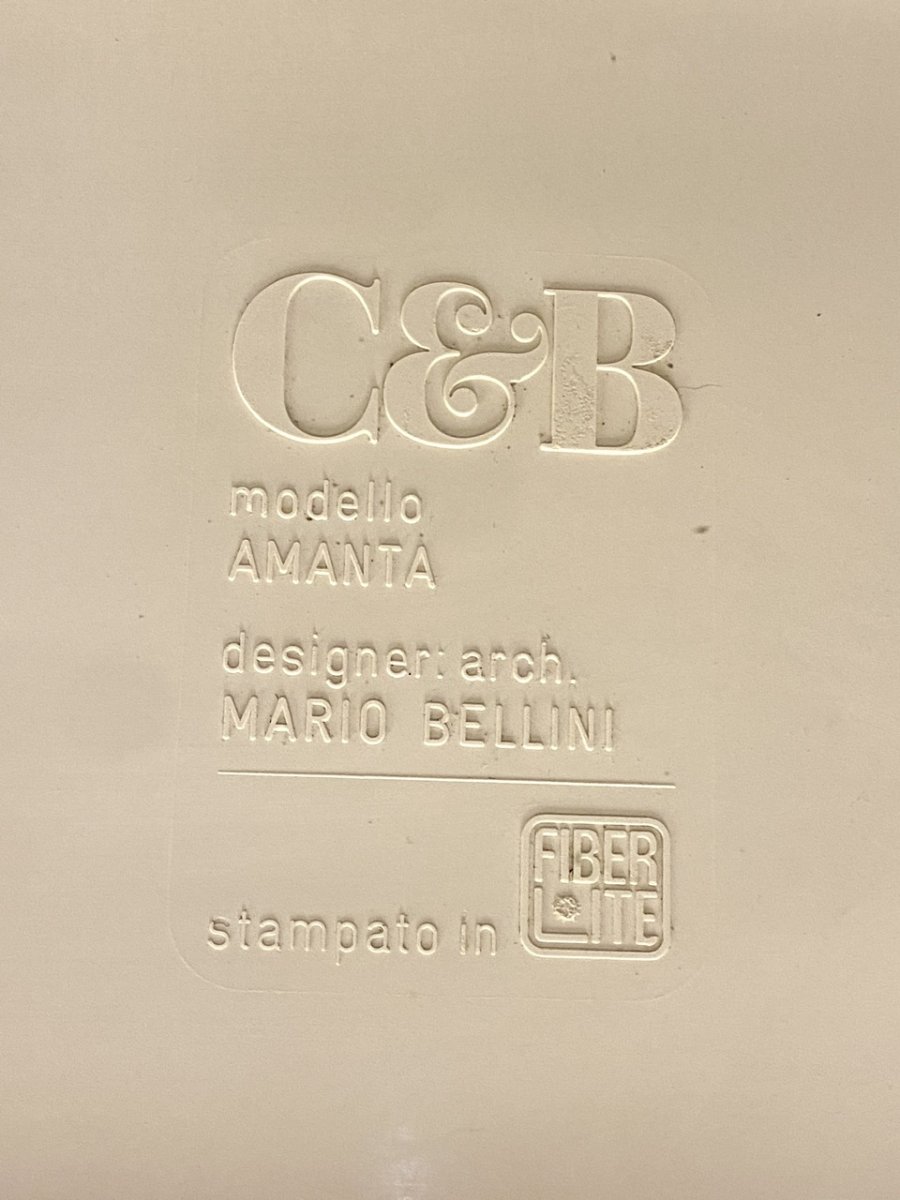 C&B
modello
AMANTA
designer: arch.
MARIO BELLINI
stampato in
FIBER
LITE